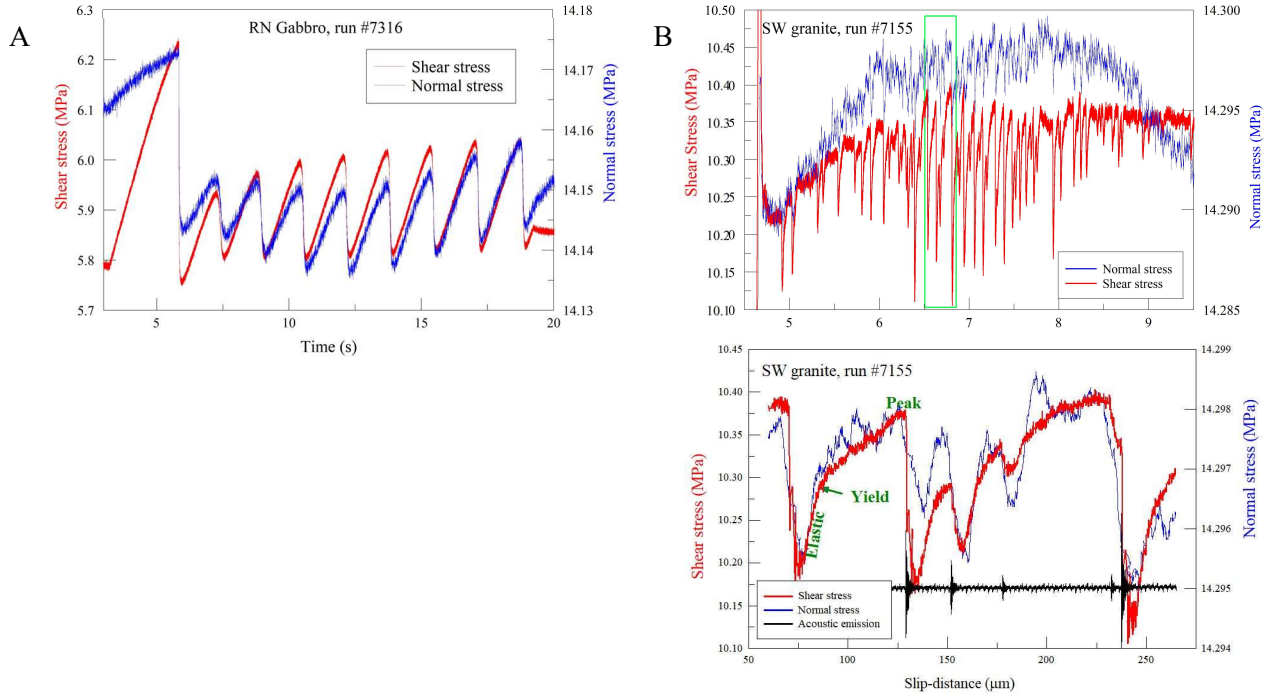 A
RN Gabbro, run #7316
Shear stress
Normal stress
Shear stress (MPa)
6.3
6.2
6.1
6.0
5.9
5.8
5.7
14.18
14.17
14.16
14.15
14.14
14.13
Normal stress (MPa)
5
10
15
20
Time (s)
B
SW granite, run #7155
Shear Stress (MPa)
10.50
10.45
10.40
10.35
10.30
10.25
10.20
10.15
10.10
14.300
14.295
14.290
14.285
Normal stress (MPa)
Normal stress
Shear stress
5
6
7
8
9
SW granite, run #7155
Shear stress (MPa)
10.45
10.40
10.35
10.30
10.25
10.20
10.15
10.10
14.299
14.298
14.297
14.296
14.295
14.294
Normal stress (MPa)
Peak
Yield
Elastic
Shear stress
Normal stress
Acoustic emission
50
100
150
200
250
Slip-distance (μm)